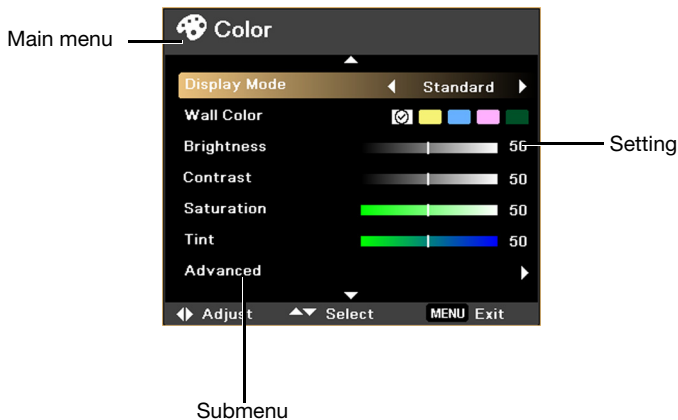 Color
Main menu
Display Mode Standard
Wall Color
Brightness 50
Setting
Contrast 50
Saturation 50
Tint 50
Advanced
Adjust Select MENU Exit
Submenu